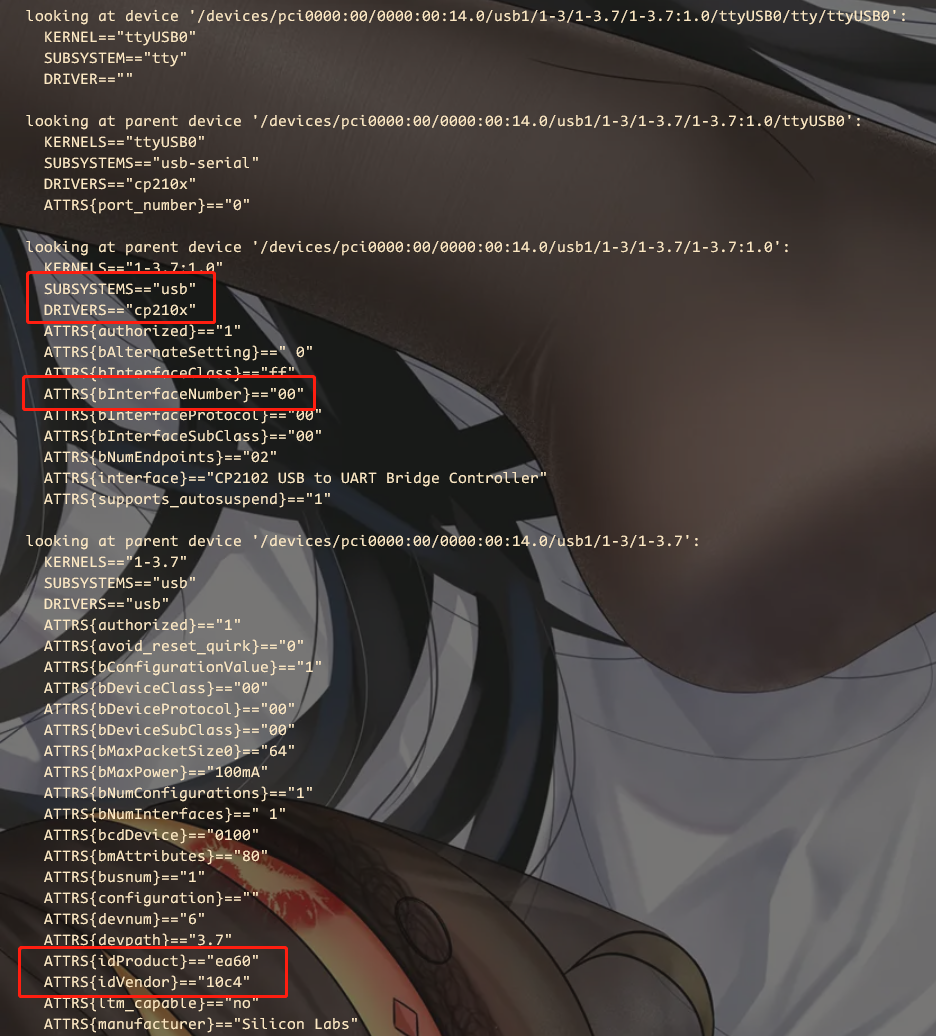 looking at device '/devices/pci0000:00/0000:00:14.0/usb1/1-3/1-3.7/1-3.7:1.0/ttyUSB0/tty/ttyUSB0':
KERNEL=="ttyUSB0"
SUBSYSTEM=="tty"
DRIVER==""
looking at parent device '/devices/pci0000:00/0000:00:14.0/usb1/1-3/1-3.7/1-3.7:1.0/ttyUSB0':
KERNELS=="ttyUSB0"
SUBSYSTEMS=="usb-serial"
DRIVERS=="cp210x"
ATTRS{port_number}=="0"
looking at parent device '/devices/pci0000:00/0000:00:14.0/usb1/1-3/1-3.7/1-3.7:1.0':
KERNELS=="1-3.7:1.0"
SUBSYSTEMS=="usb"
DRIVERS=="cp210x"
ATTRS{authorized}=="1"
ATTRS{bAlternateSetting}==" 0"
ATTRS{bInterfaceClass}=="ff"
ATTRS{bInterfaceNumber}=="00"
ATTRS{bInterfaceProtocol}=="00"
ATTRS{bInterfaceSubClass}=="00"
ATTRS{bNumEndpoints}=="02"
ATTRS{interface}=="CP2102 USB to UART Bridge Controller"
ATTRS{supports_autosuspend}=="1"
looking at parent device '/devices/pci0000:00/0000:00:14.0/usb1/1-3/1-3.7':
KERNELS=="1-3.7"
SUBSYSTEMS=="usb"
DRIVERS=="usb"
ATTRS{authorized}=="1"
ATTRS{avoid_reset_quirk}=="0"
ATTRS{bConfigurationValue}=="1"
ATTRS{bDeviceClass}=="00"
ATTRS{bDeviceProtocol}=="00"
ATTRS{bDeviceSubClass}=="00"
ATTRS{bMaxPacketSize0}=="64"
ATTRS{bMaxPower}=="100mA"
ATTRS{bNumConfigurations}=="1"
ATTRS{bNumInterfaces}==" 1"
ATTRS{bcdDevice}=="0100"
ATTRS{bmAttributes}=="80"
ATTRS{busnum}=="1"
ATTRS{configuration}==""
ATTRS{devnum}=="6"
ATTRS{devpath}=="3.7"
ATTRS{idProduct}=="ea60"
ATTRS{idVendor}=="10c4"
ATTRS{ltm_capable}=="no"
ATTRS{manufacturer}=="Silicon Labs"